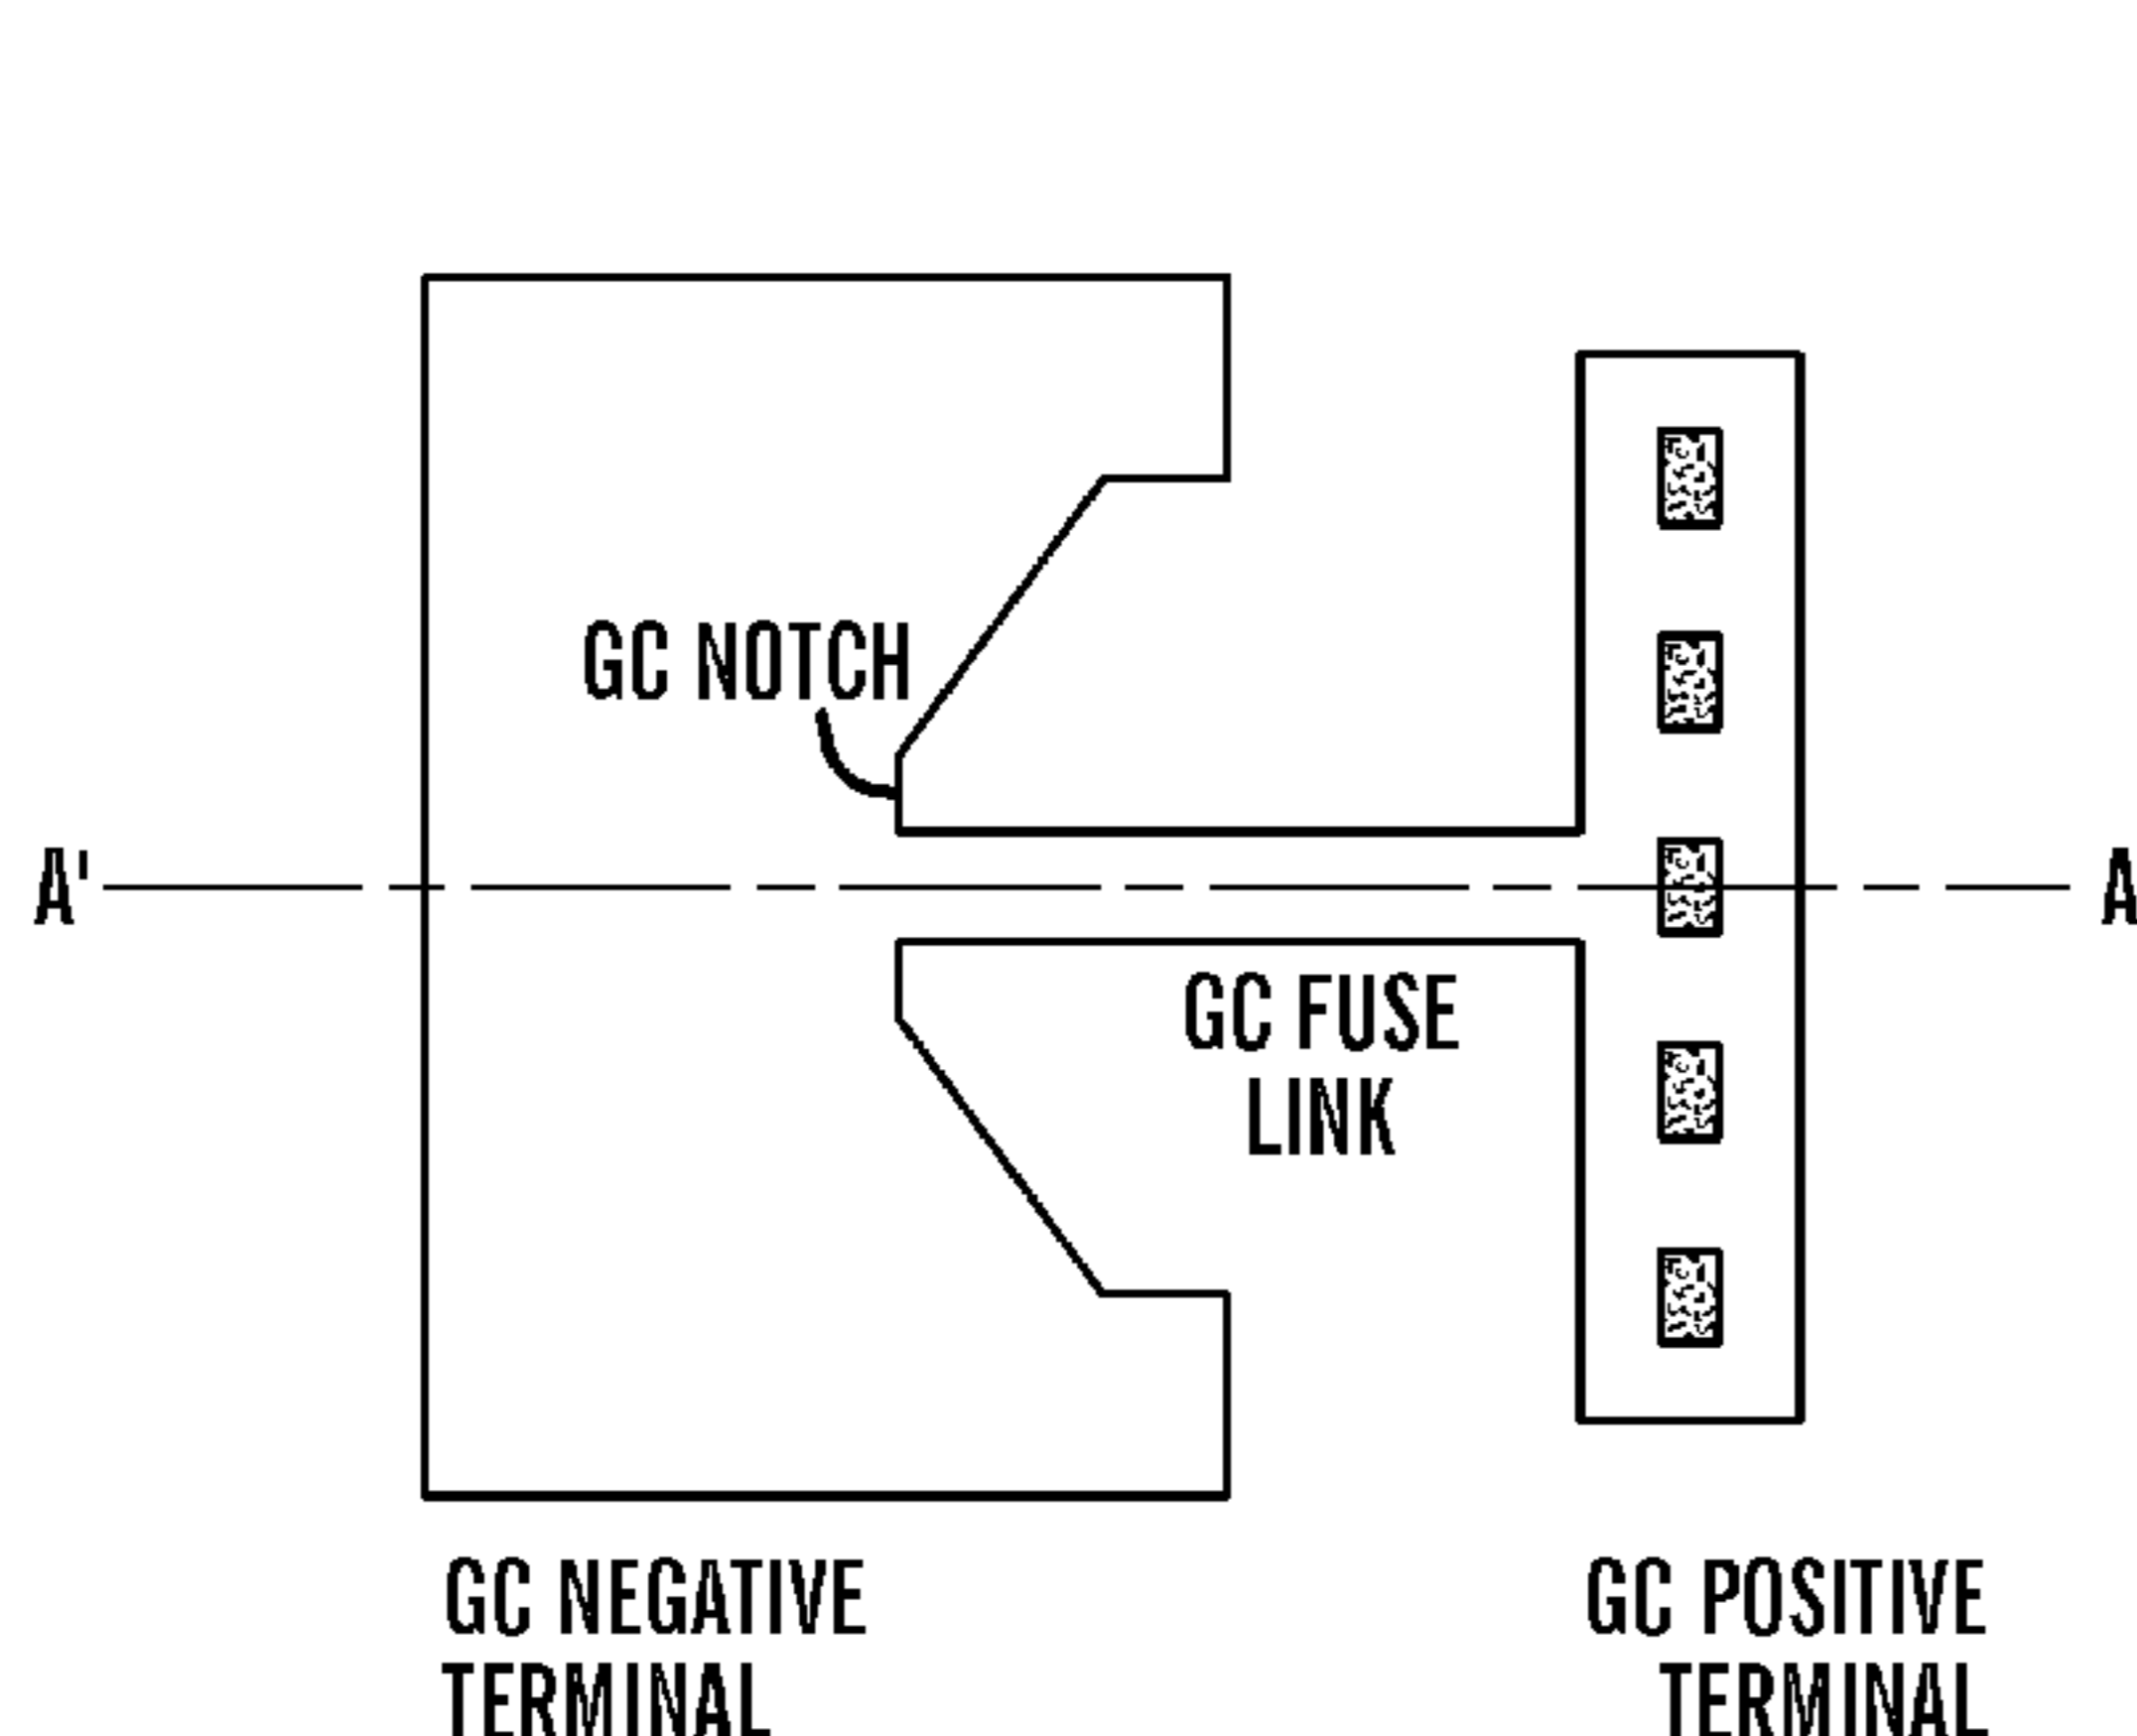 GC NOTCH
A'
A
GC FUSE
LINK
GC NEGATIVE
TERMINAL
GC POSITIVE
TERMINAL